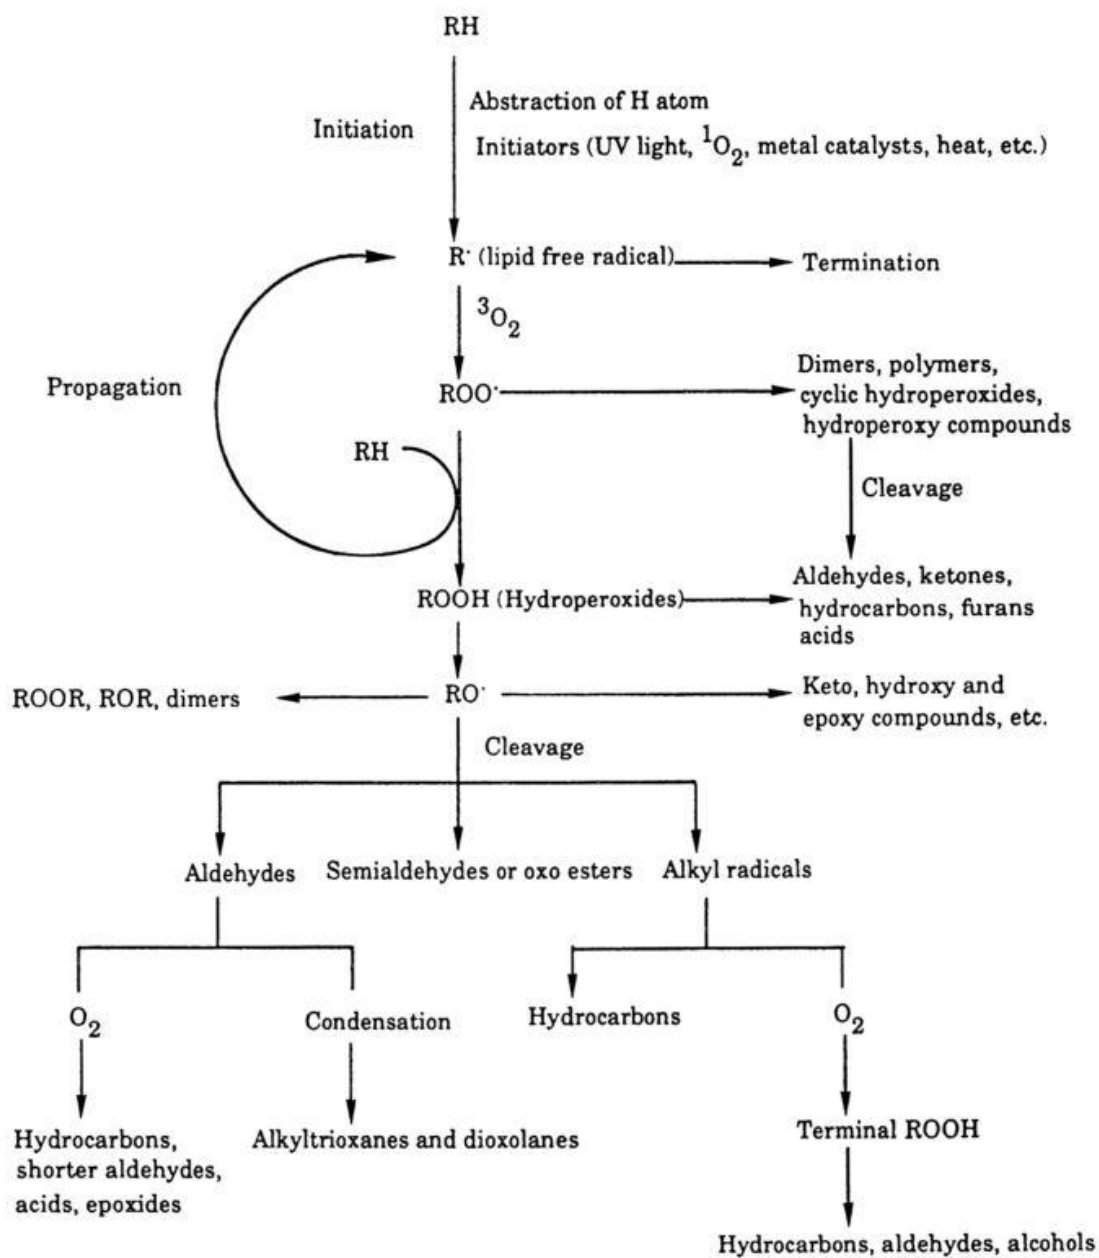 RH
Abstraction of H atom
Initiation
Initiators (UV light, ¹O₂, metal catalysts, heat, etc.)
R· (lipid free radical)
Termination
³O₂
Propagation
ROO·
Dimers, polymers,
cyclic hydroperoxides,
hydroperoxy compounds
RH
Cleavage
ROOH (Hydroperoxides)
Aldehydes, ketones,
hydrocarbons, furans
acids
ROOR, ROR, dimers
RO·
Keto, hydroxy and
epoxy compounds, etc.
Cleavage
Aldehydes
Semialdehydes or oxo esters
Alkyl radicals
O₂
Condensation
Hydrocarbons
O₂
Hydrocarbons,
shorter aldehydes,
acids, epoxides
Alkyltrioxanes and dioxolanes
Terminal ROOH
Hydrocarbons, aldehydes, alcohols